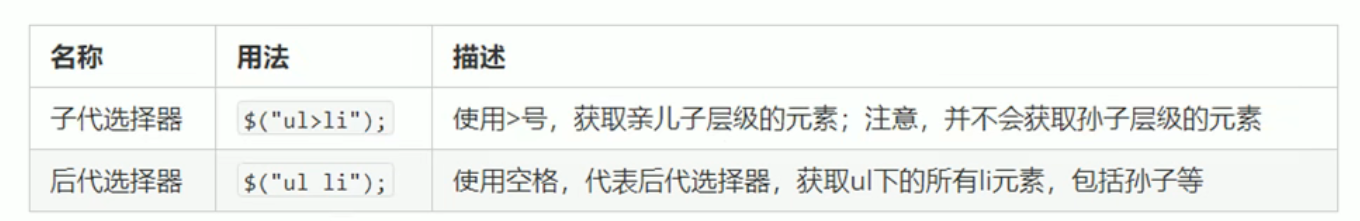 名称 用法 描述
子代选择器 $("ul>li"); 使用>号，获取亲儿子层级的元素；注意，并不会获取孙子层级的元素
后代选择器 $("ul li"); 使用空格，代表后代选择器，获取ul下的所有li元素，包括孙子等